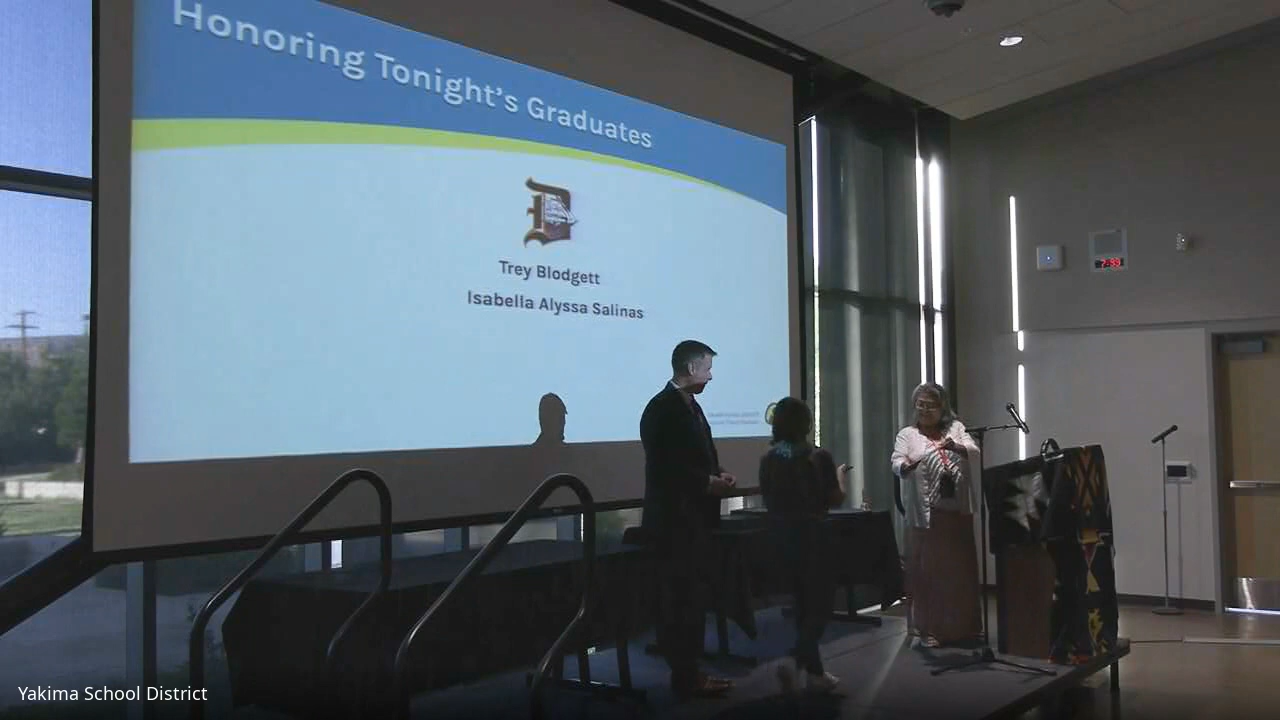 Honoring Tonight's Graduates
D
Trey Blodgett
Isabella Alyssa Salinas
Yakima School District